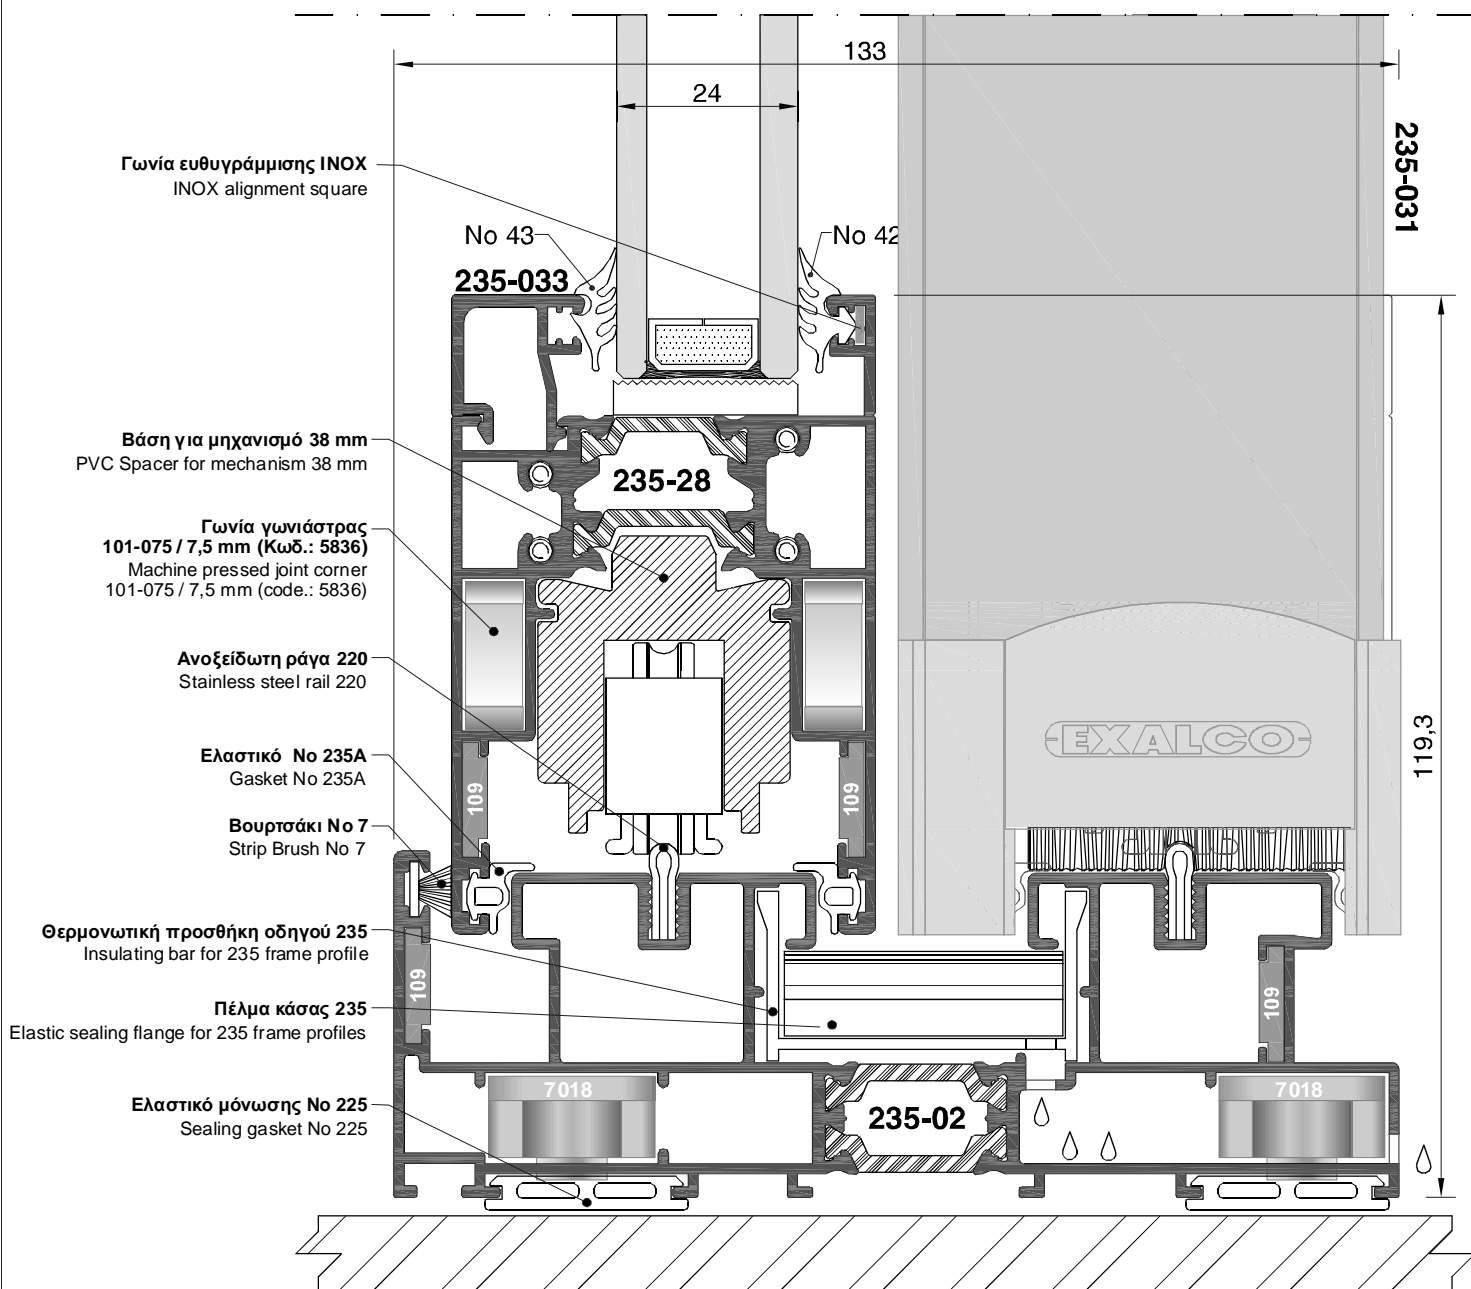 133
24
235-031
Γωνία ευθυγράμμισης INOX
INOX alignment square
No 43
No 42
235-033
Βάση για μηχανισμό 38 mm
PVC Spacer for mechanism 38 mm
235-28
Γωνία γωνιάστρας
101-075 / 7,5 mm (Κωδ.: 5836)
Machine pressed joint corner
101-075 / 7,5 mm (code.: 5836)
Ανοξείδωτη ράγα 220
Stainless steel rail 220
EXALCO
119,3
Ελαστικό No 235A
Gasket No 235A
109
109
Βουρτσάκι No 7
Strip Brush No 7
Θερμονωτική προσθήκη οδηγού 235
Insulating bar for 235 frame profile
109
109
Πέλμα κάσας 235
Elastic sealing flange for 235 frame profiles
7018
7018
Ελαστικό μόνωσης No 225
Sealing gasket No 225
235-02